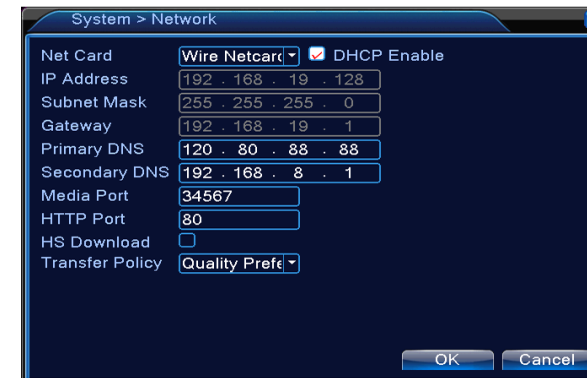 System > Network
Net Card Wire Netcar DHCP Enable
IP Address 192 . 168 . 19 . 128
Subnet Mask 255 . 255 . 255 . 0
Gateway 192 . 168 . 19 . 1
Primary DNS 120 . 80 . 88 . 88
Secondary DNS 192 . 168 . 8 . 1
Media Port 34567
HTTP Port 80
HS Download
Transfer Policy Quality Prefe
OK Cancel